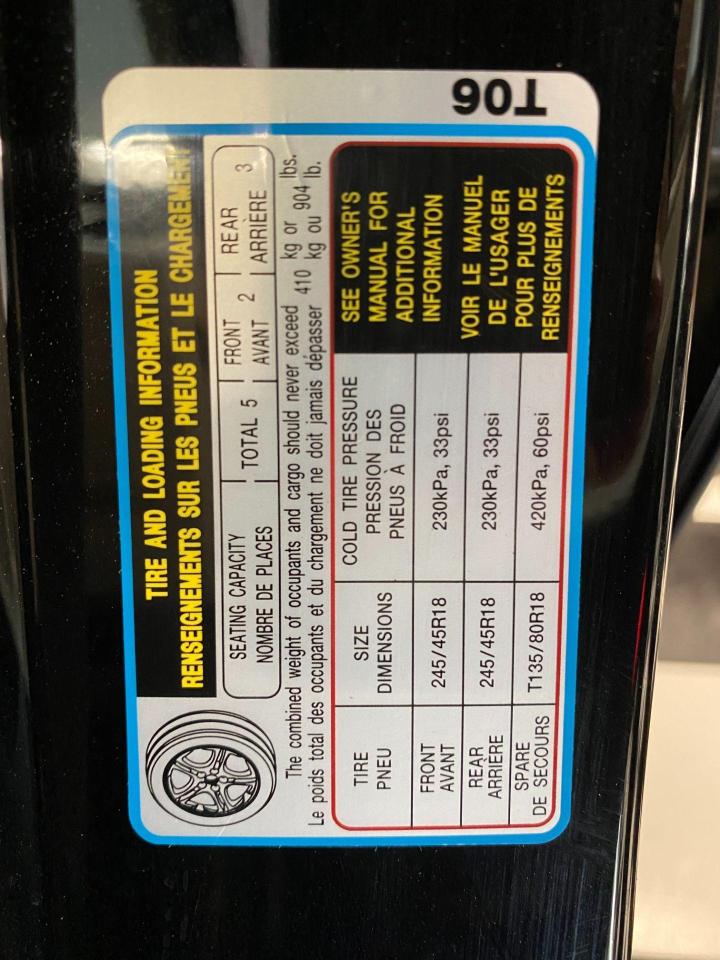 TIRE AND LOADING INFORMATION
RENSEIGNEMENTS SUR LES PNEUS ET LE CHARGEMENT
SEATING CAPACITY
NOMBRE DE PLACES
TOTAL 5
FRONT
AVANT 2
REAR
ARRIÈRE 3
The combined weight of occupants and cargo should never exceed 410 kg or 904 lbs.
Le poids total des occupants et du chargement ne doit jamais dépasser 410 kg ou 904 lb.
TIRE
PNEU
SIZE
DIMENSIONS
COLD TIRE PRESSURE
PRESSION DES
PNEUS À FROID
FRONT
AVANT
245/45R18
230kPa, 33psi
REAR
ARRIÈRE
245/45R18
230kPa, 33psi
SPARE
DE SECOURS
T135/80R18
420kPa, 60psi
SEE OWNER'S
MANUAL FOR
ADDITIONAL
INFORMATION
VOIR LE MANUEL
DE L'USAGER
POUR PLUS DE
RENSEIGNEMENTS
T06